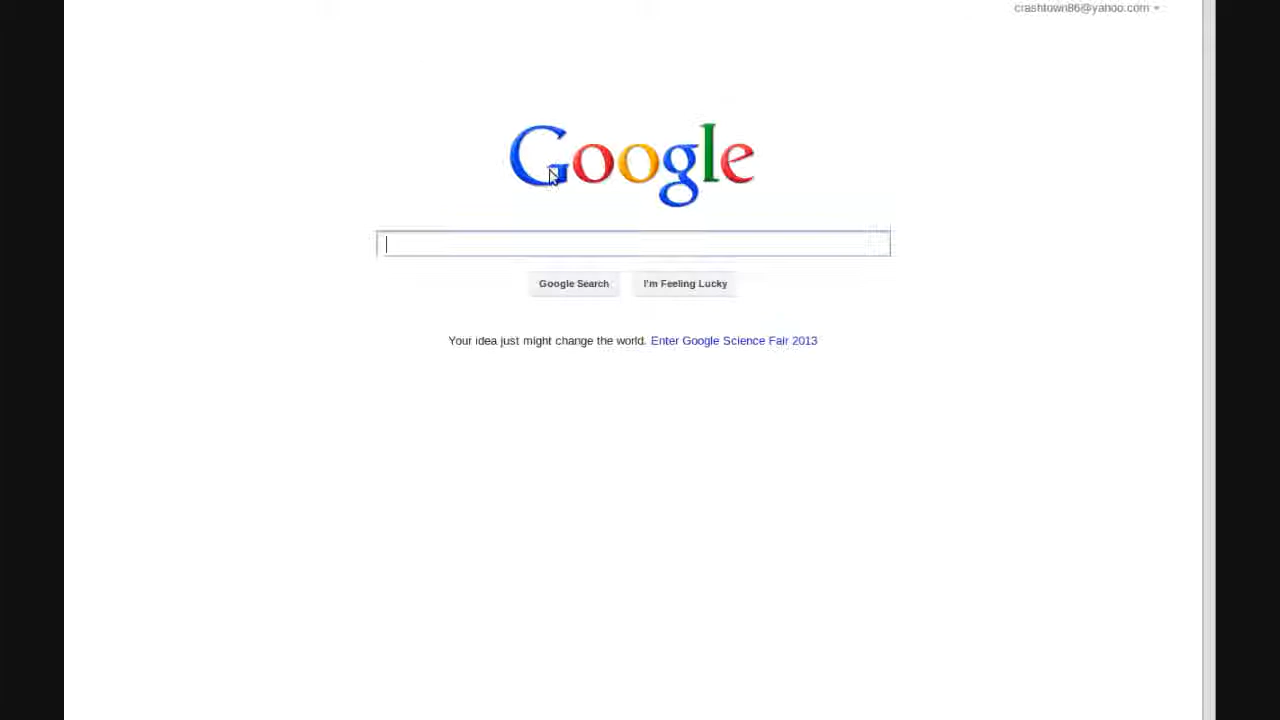 crashtown86@yahoo.com
Google
Google Search
I'm Feeling Lucky
Your idea just might change the world. Enter Google Science Fair 2013